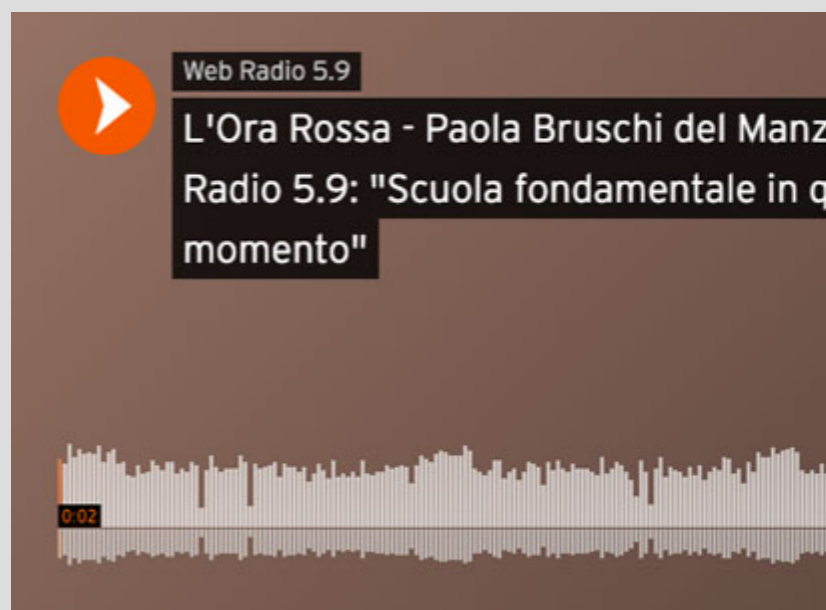 Web Radio 5.9
L'Ora Rossa - Paola Bruschi del Manz
Radio 5.9: "Scuola fondamentale in q
momento"
0:02